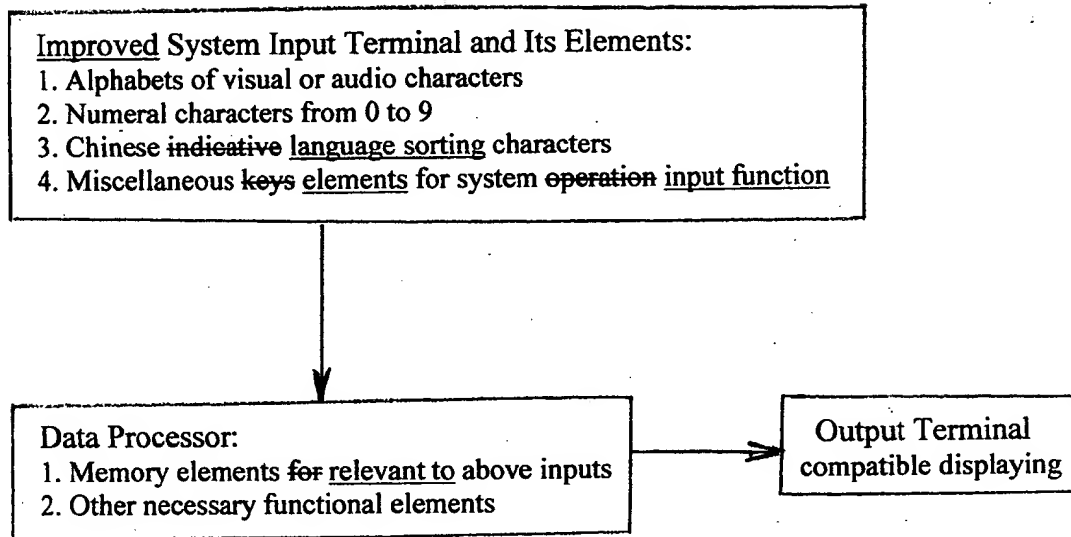 Improved System Input Terminal and Its Elements:
1. Alphabets of visual or audio characters
2. Numeral characters from 0 to 9
3. Chinese indicative language sorting characters
4. Miscellaneous keys elements for system operation input function
Data Processor:
1. Memory elements for relevant to above inputs
2. Other necessary functional elements
Output Terminal
compatible displaying